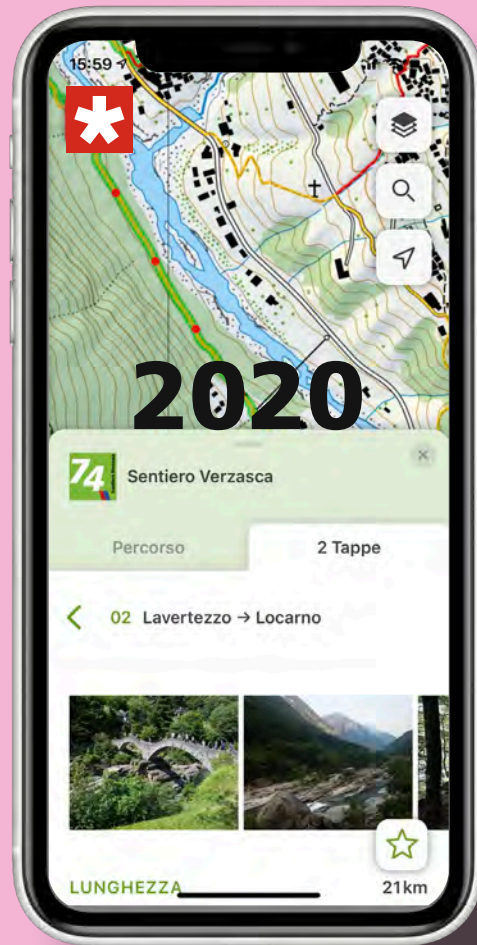 15:59
2020
74 Sentiero Verzasca
Percorso
2 Tappe
02 Lavertezzo → Locarno
LUNGHEZZA
21km